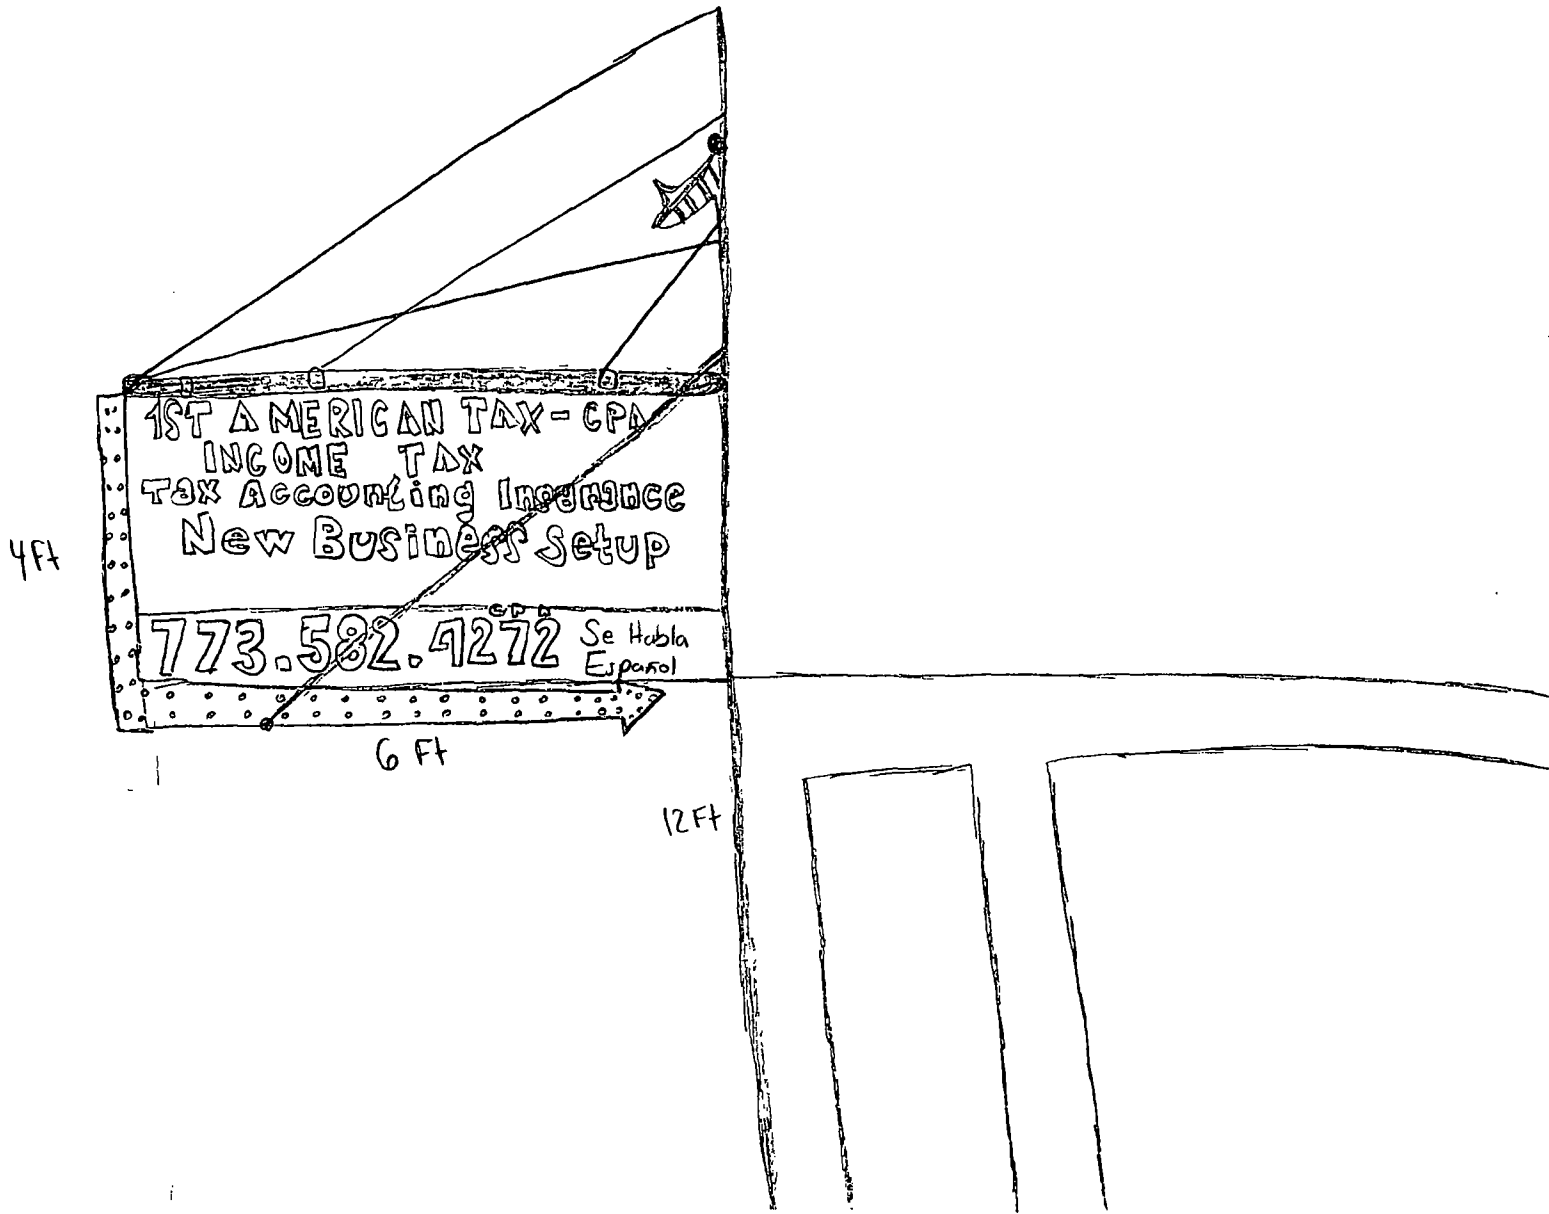 1ST AMERICAN TAX-CPA
INCOME TAX
Tax Accounting Insurance
New Business Setup
4Ft
CPA
773.582.4272 Se Habla
Español
6 Ft
12Ft